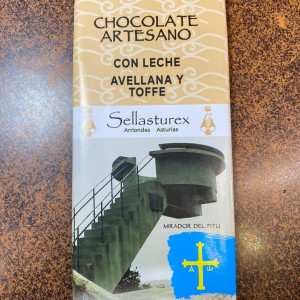 CHOCOLATE
ARTESANO
CON LECHE
AVELLANA Y
TOFFE
Sellasturex
Arriondas Asturias
MIRADOR DEL FITU
A W